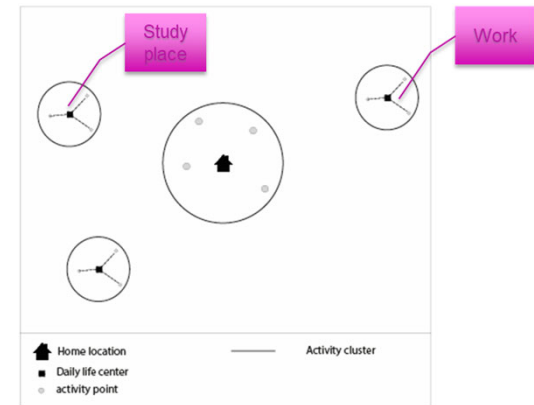 Study
place
Work
Home location
Activity cluster
Daily life center
activity point